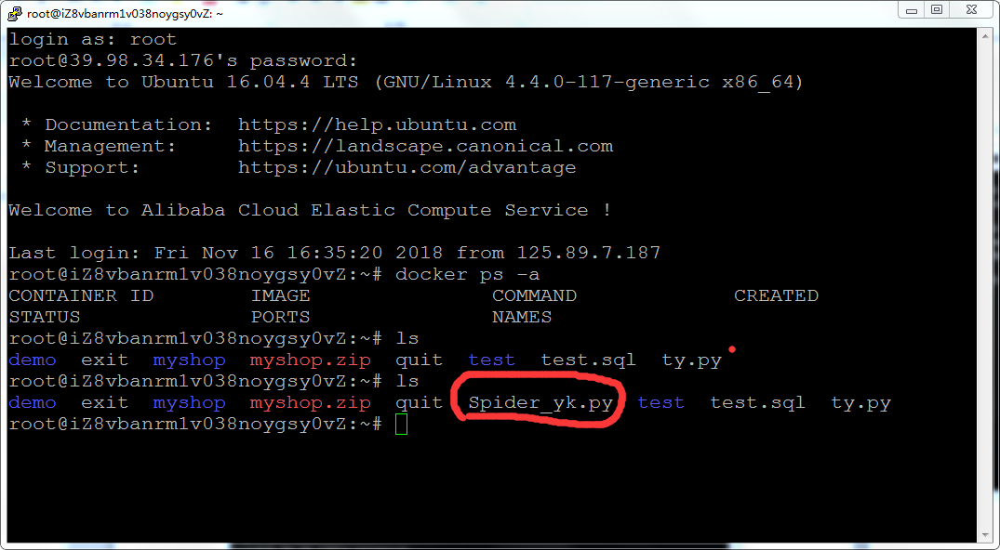 root@iZ8vbanrm1v038noygsy0vZ: ~
login as: root
root@39.98.34.176's password:
Welcome to Ubuntu 16.04.4 LTS (GNU/Linux 4.4.0-117-generic x86_64)
* Documentation:  https://help.ubuntu.com
* Management:     https://landscape.canonical.com
* Support:        https://ubuntu.com/advantage
Welcome to Alibaba Cloud Elastic Compute Service !
Last login: Fri Nov 16 16:35:20 2018 from 125.89.7.187
root@iZ8vbanrm1v038noygsy0vZ:~# docker ps -a
CONTAINER ID        IMAGE               COMMAND             CREATED
STATUS              PORTS               NAMES
root@iZ8vbanrm1v038noygsy0vZ:~# ls
demo  exit  myshop  myshop.zip  quit  test  test.sql  ty.py
root@iZ8vbanrm1v038noygsy0vZ:~# ls
demo  exit  myshop  myshop.zip  quit  Spider_yk.py  test  test.sql  ty.py
root@iZ8vbanrm1v038noygsy0vZ:~#